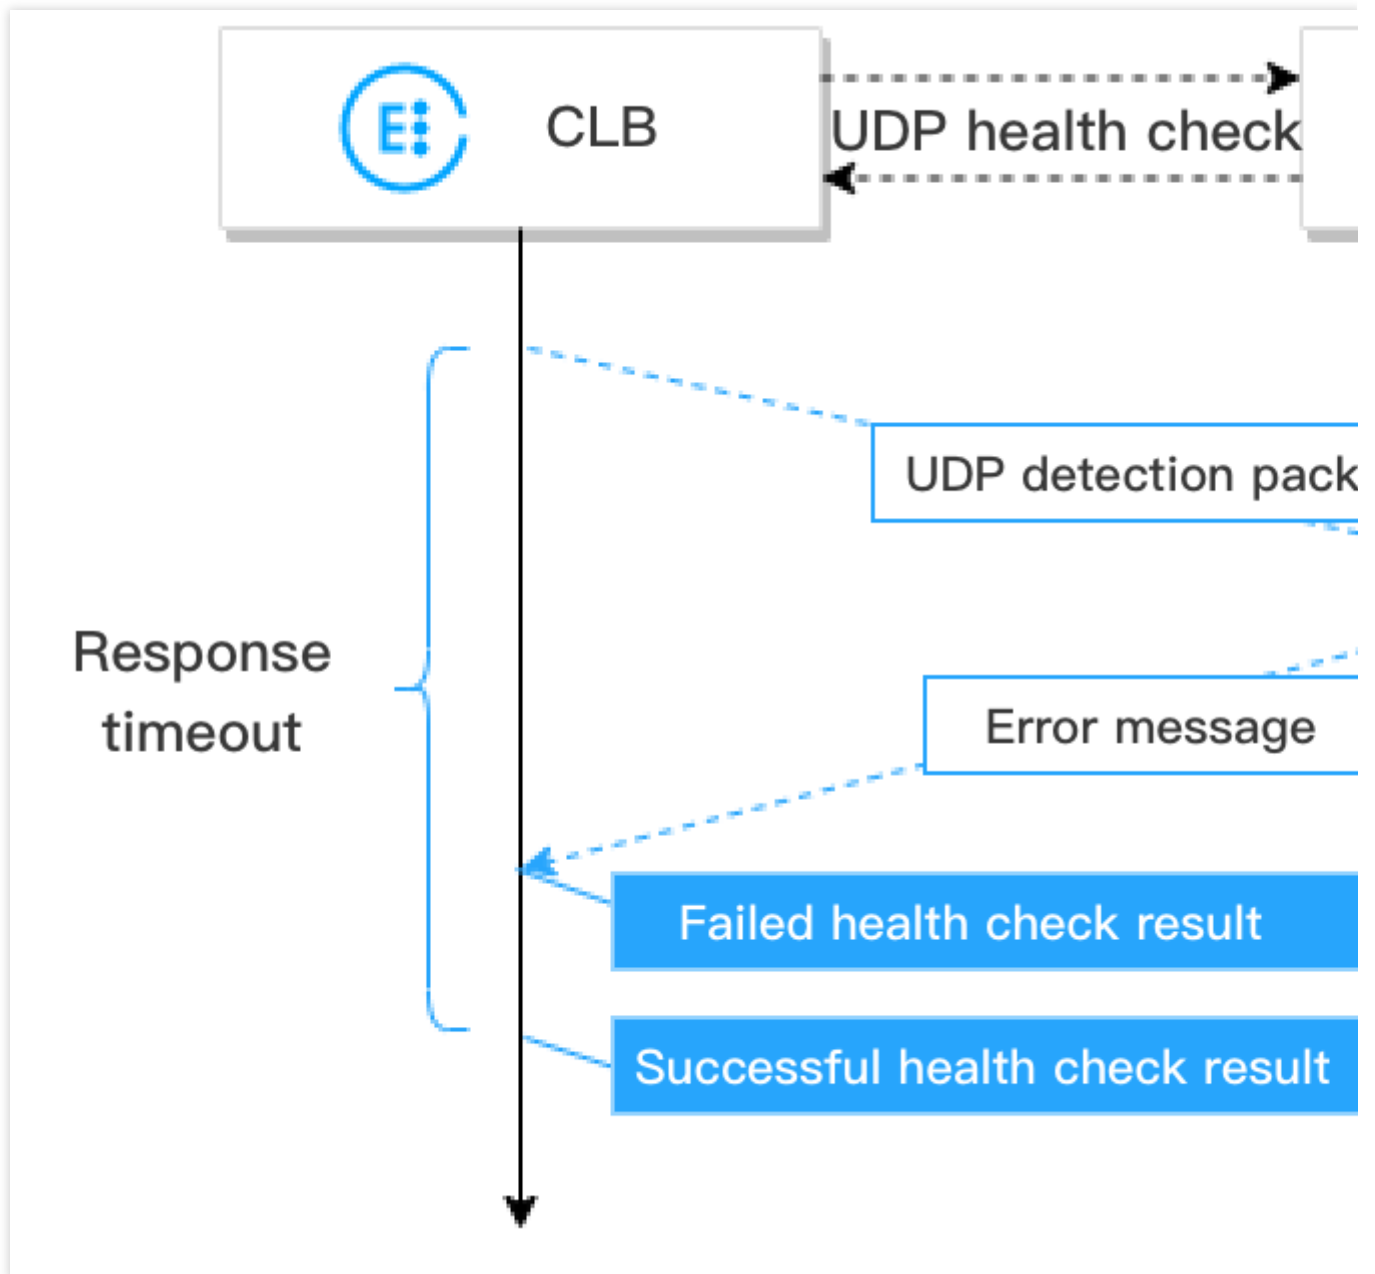 CLB
UDP health check
UDP detection pack
Response
timeout
Error message
Failed health check result
Successful health check result